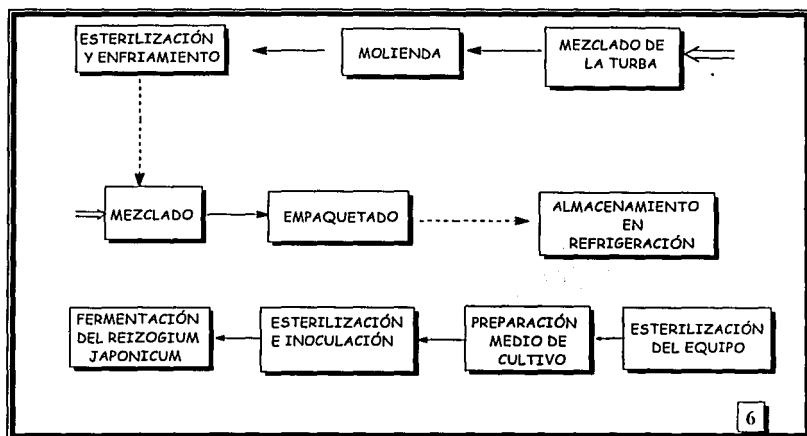 ESTERILIZACIÓN
Y ENFRIAMIENTO
MOLIENDA
MEZCLADO DE
LA TURBA
MEZCLADO
EMPAQUETADO
ALMACENAMIENTO
EN
REFRIGERACIÓN
FERMENTACIÓN
DEL REIZOGIUM
JAPONICUM
ESTERILIZACIÓN
E INOCULACIÓN
PREPARACIÓN
MEDIO DE
CULTIVO
ESTERILIZACIÓN
DEL EQUIPO
6